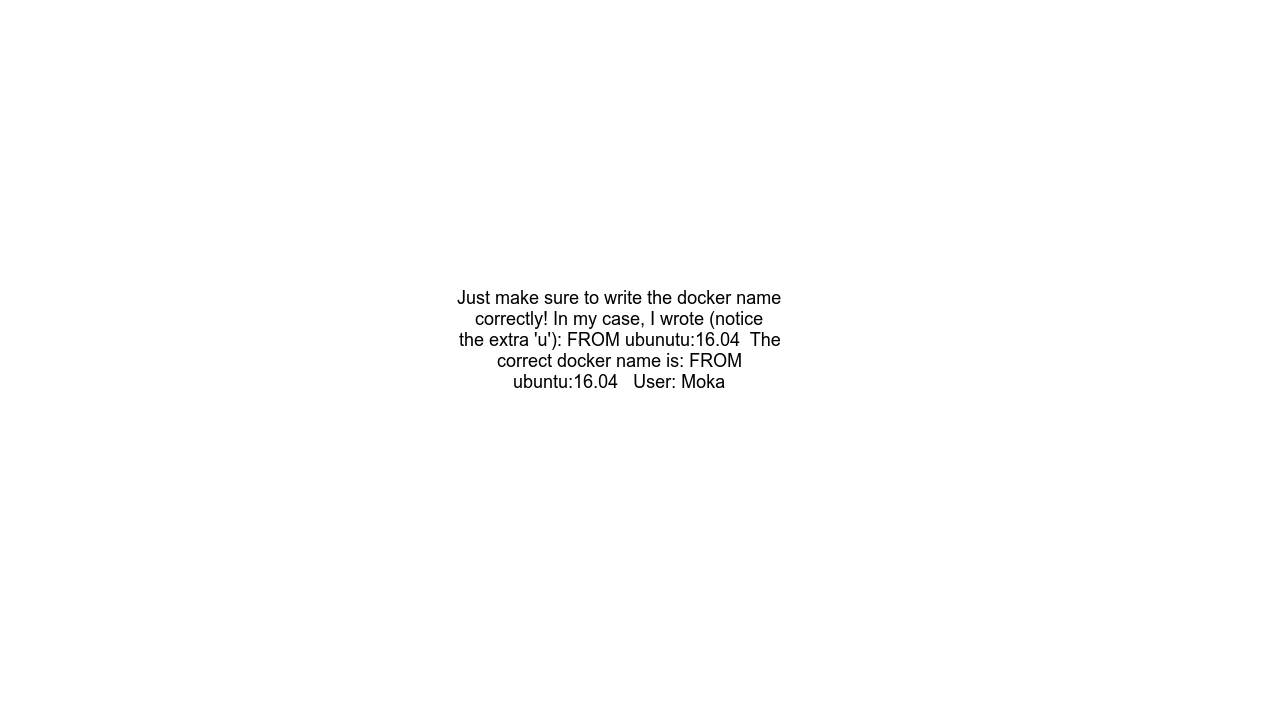 Just make sure to write the docker name
correctly! In my case, I wrote (notice
the extra 'u'): FROM ubunutu:16.04  The
correct docker name is: FROM
ubuntu:16.04   User: Moka